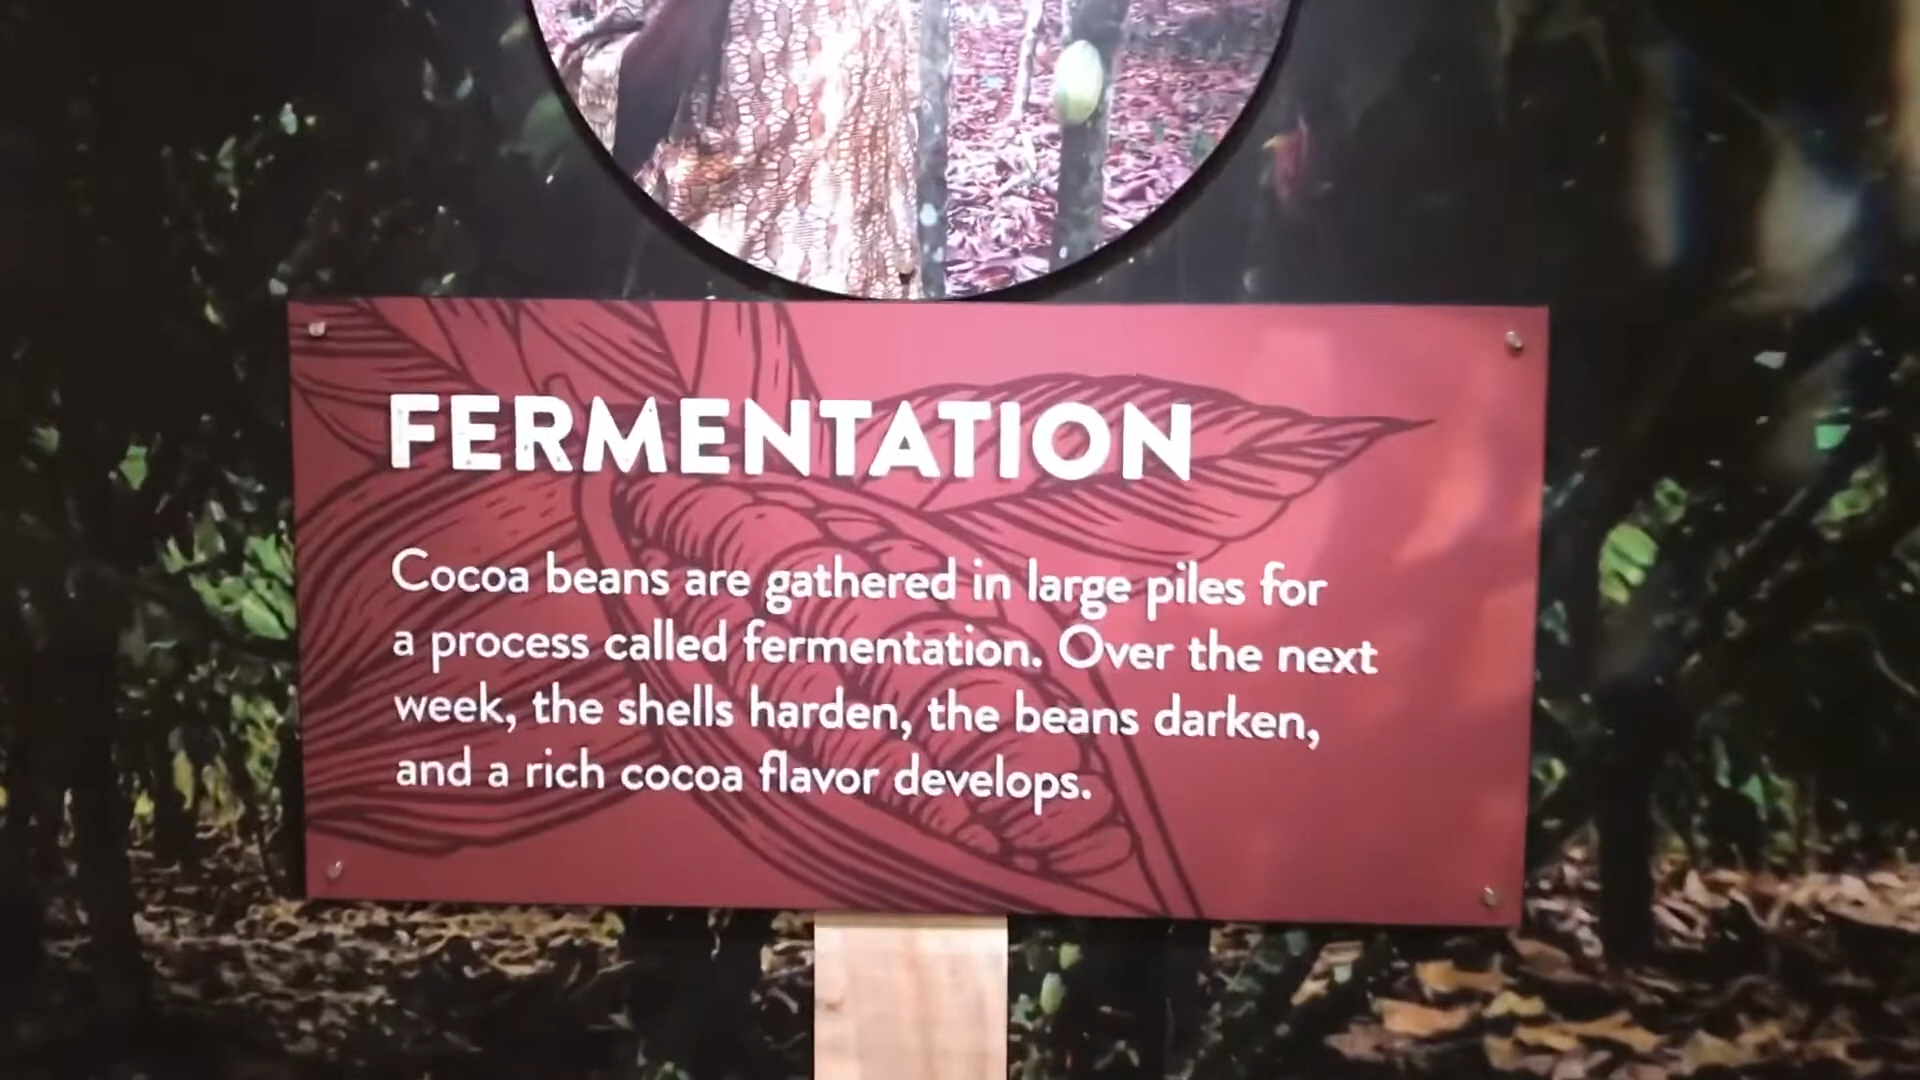 FERMENTATION
Cocoa beans are gathered in large piles for
a process called fermentation. Over the next
week, the shells harden, the beans darken,
and a rich cocoa flavor develops.